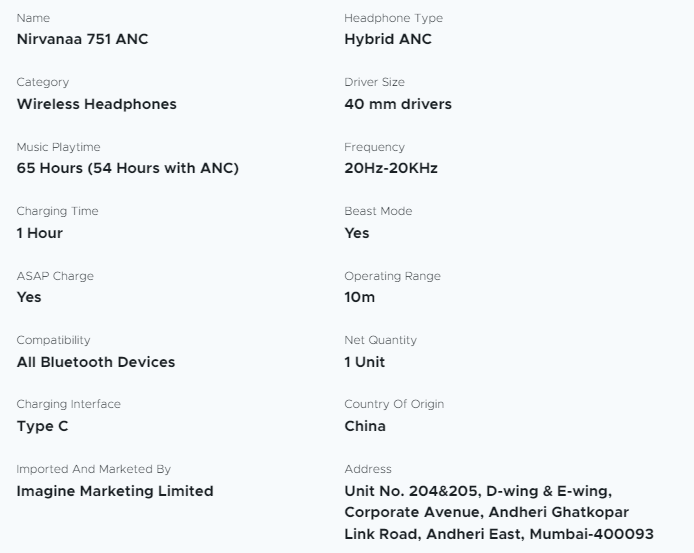 Name
Nirvanaa 751 ANC
Headphone Type
Hybrid ANC
Category
Wireless Headphones
Driver Size
40 mm drivers
Music Playtime
65 Hours (54 Hours with ANC)
Frequency
20Hz-20KHz
Charging Time
1 Hour
Beast Mode
Yes
ASAP Charge
Yes
Operating Range
10m
Compatibility
All Bluetooth Devices
Net Quantity
1 Unit
Charging Interface
Type C
Country Of Origin
China
Imported And Marketed By
Imagine Marketing Limited
Address
Unit No. 204&205, D-wing & E-wing,
Corporate Avenue, Andheri Ghatkopar
Link Road, Andheri East, Mumbai-400093